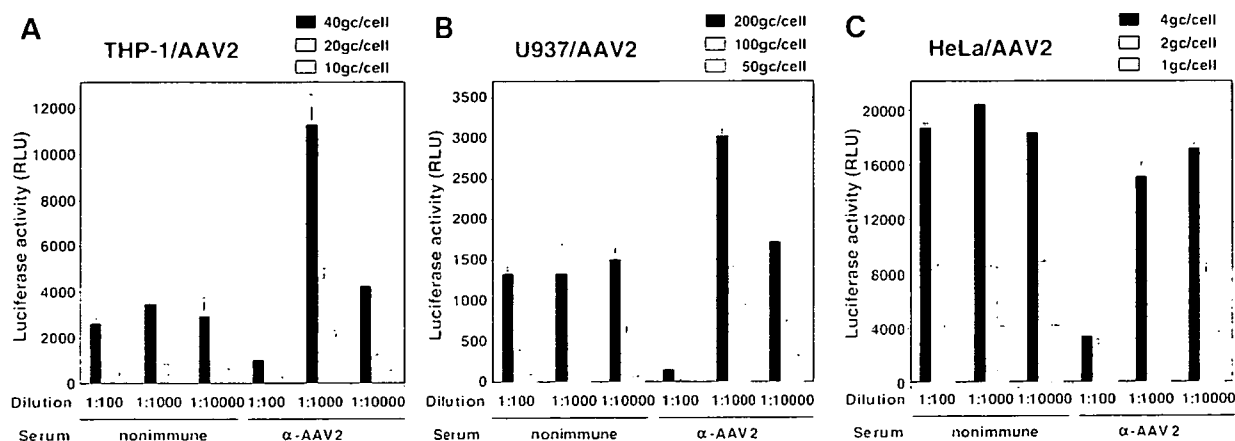 A
THP-1/AAV2
40gc/cell
20gc/cell
10gc/cell
Luciferase activity (RLU)
12000
10000
8000
6000
4000
2000
0
Dilution 1:100 1:1000 1:10000 1:100 1:1000 1:10000
Serum nonimmune α-AAV2
B
U937/AAV2
200gc/cell
100gc/cell
50gc/cell
Luciferase activity (RLU)
3500
3000
2500
2000
1500
1000
500
0
1:100 1:1000 1:10000 1:100 1:1000 1:10000
nonimmune α-AAV2
C
HeLa/AAV2
4gc/cell
2gc/cell
1gc/cell
Luciferase activity (RLU)
20000
16000
12000
8000
4000
0
Dilution 1:100 1:1000 1:10000 1:100 1:1000 1:10000
Serum nonimmune α-AAV2